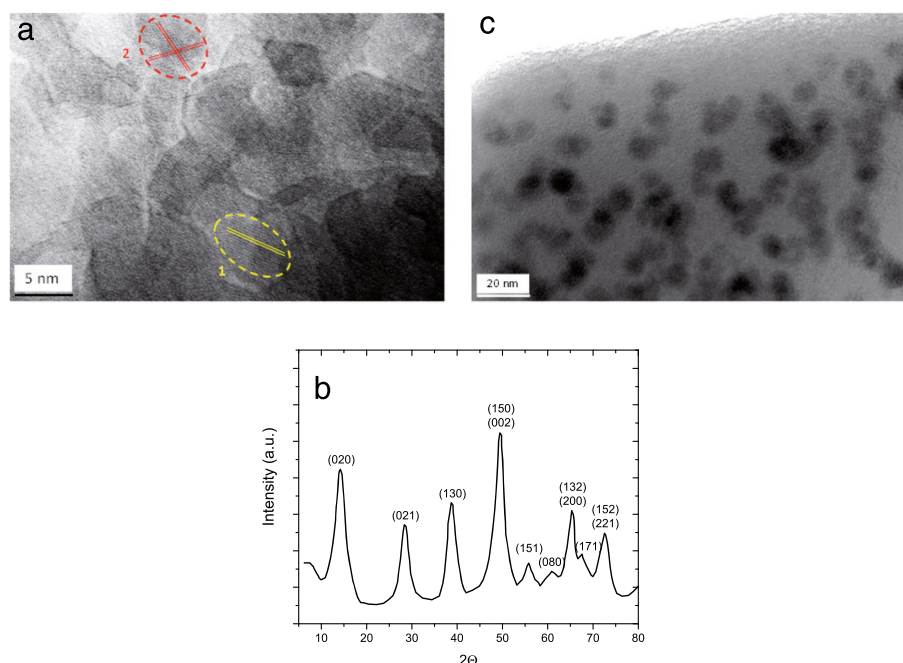 a
2
1
5 nm
c
20 nm
b
Intensity (a.u.)
(020)
(021)
(130)
(150)
(002)
(151)
(080)
(132)
(200)
(171)
(152)
(221)
10 20 30 40 50 60 70 80
2Θ